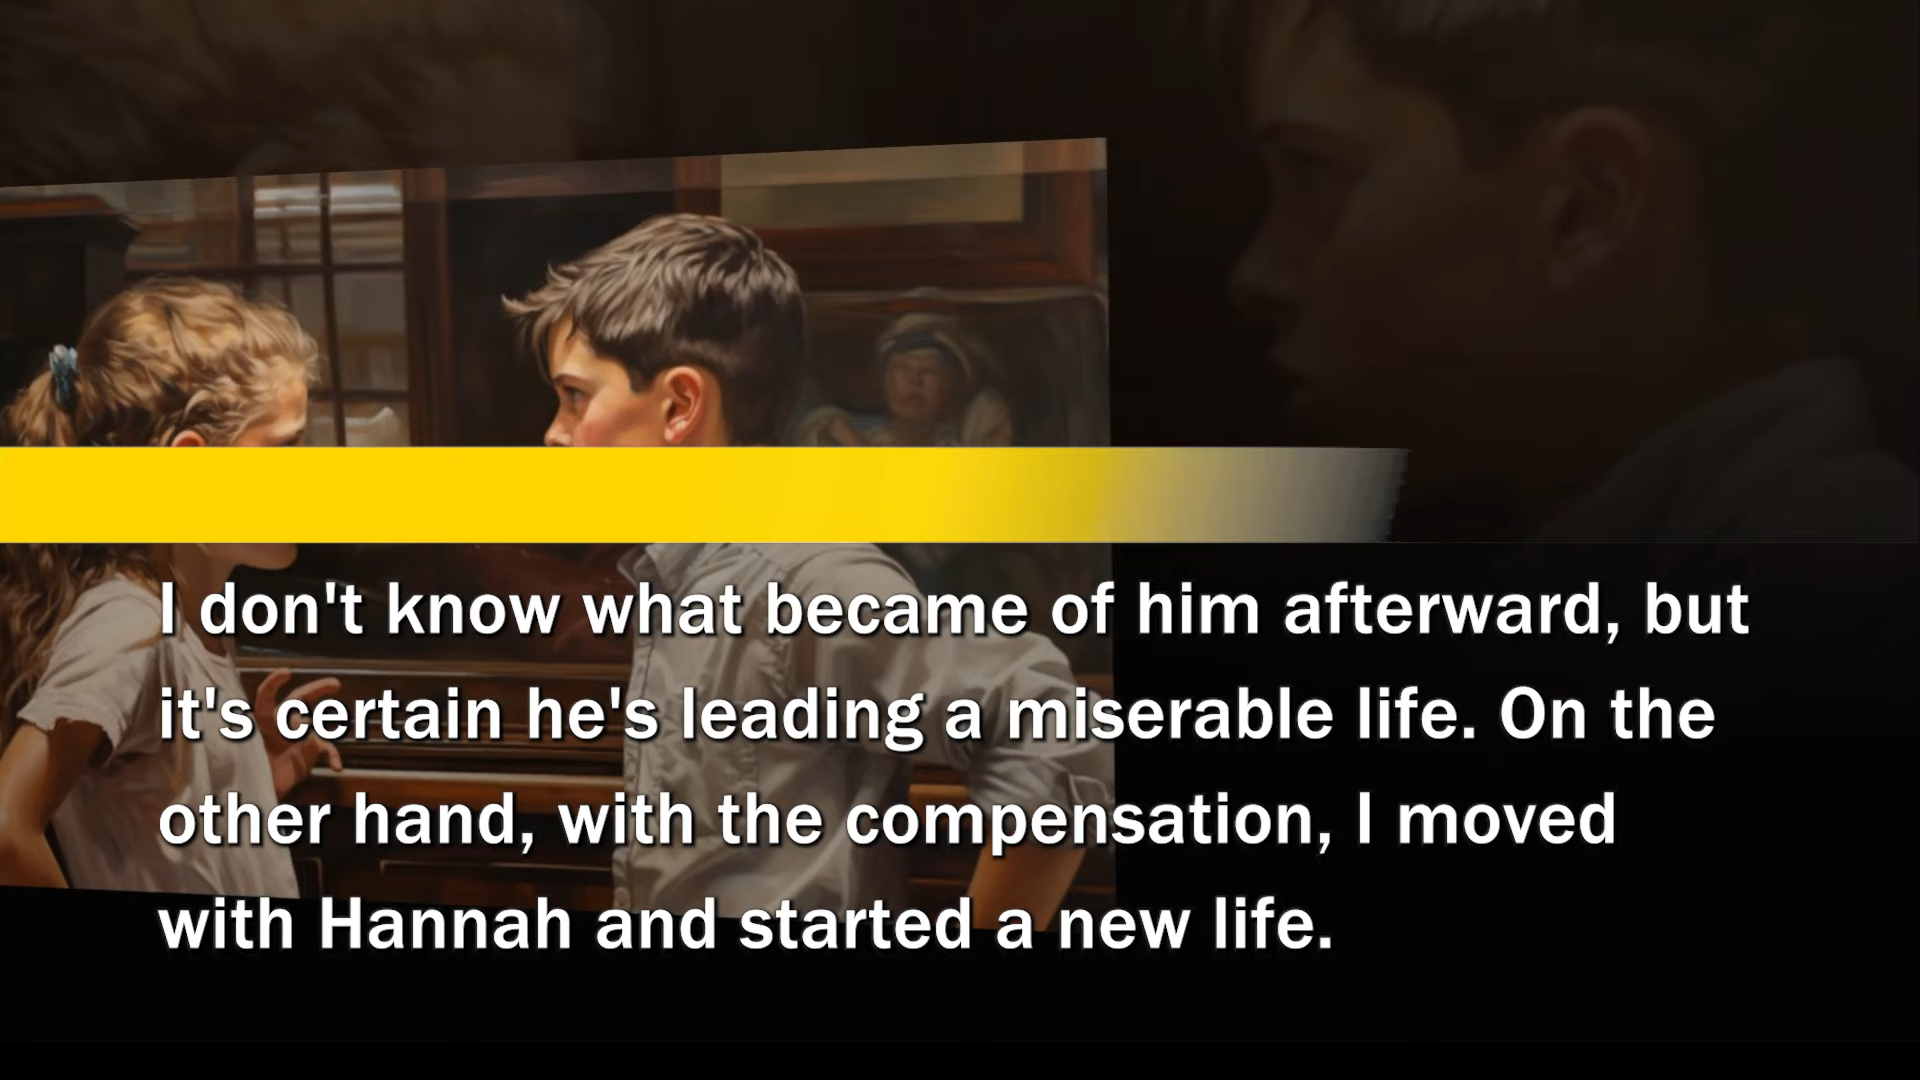 I don't know what became of him afterward, but
it's certain he's leading a miserable life. On the
other hand, with the compensation, I moved
with Hannah and started a new life.